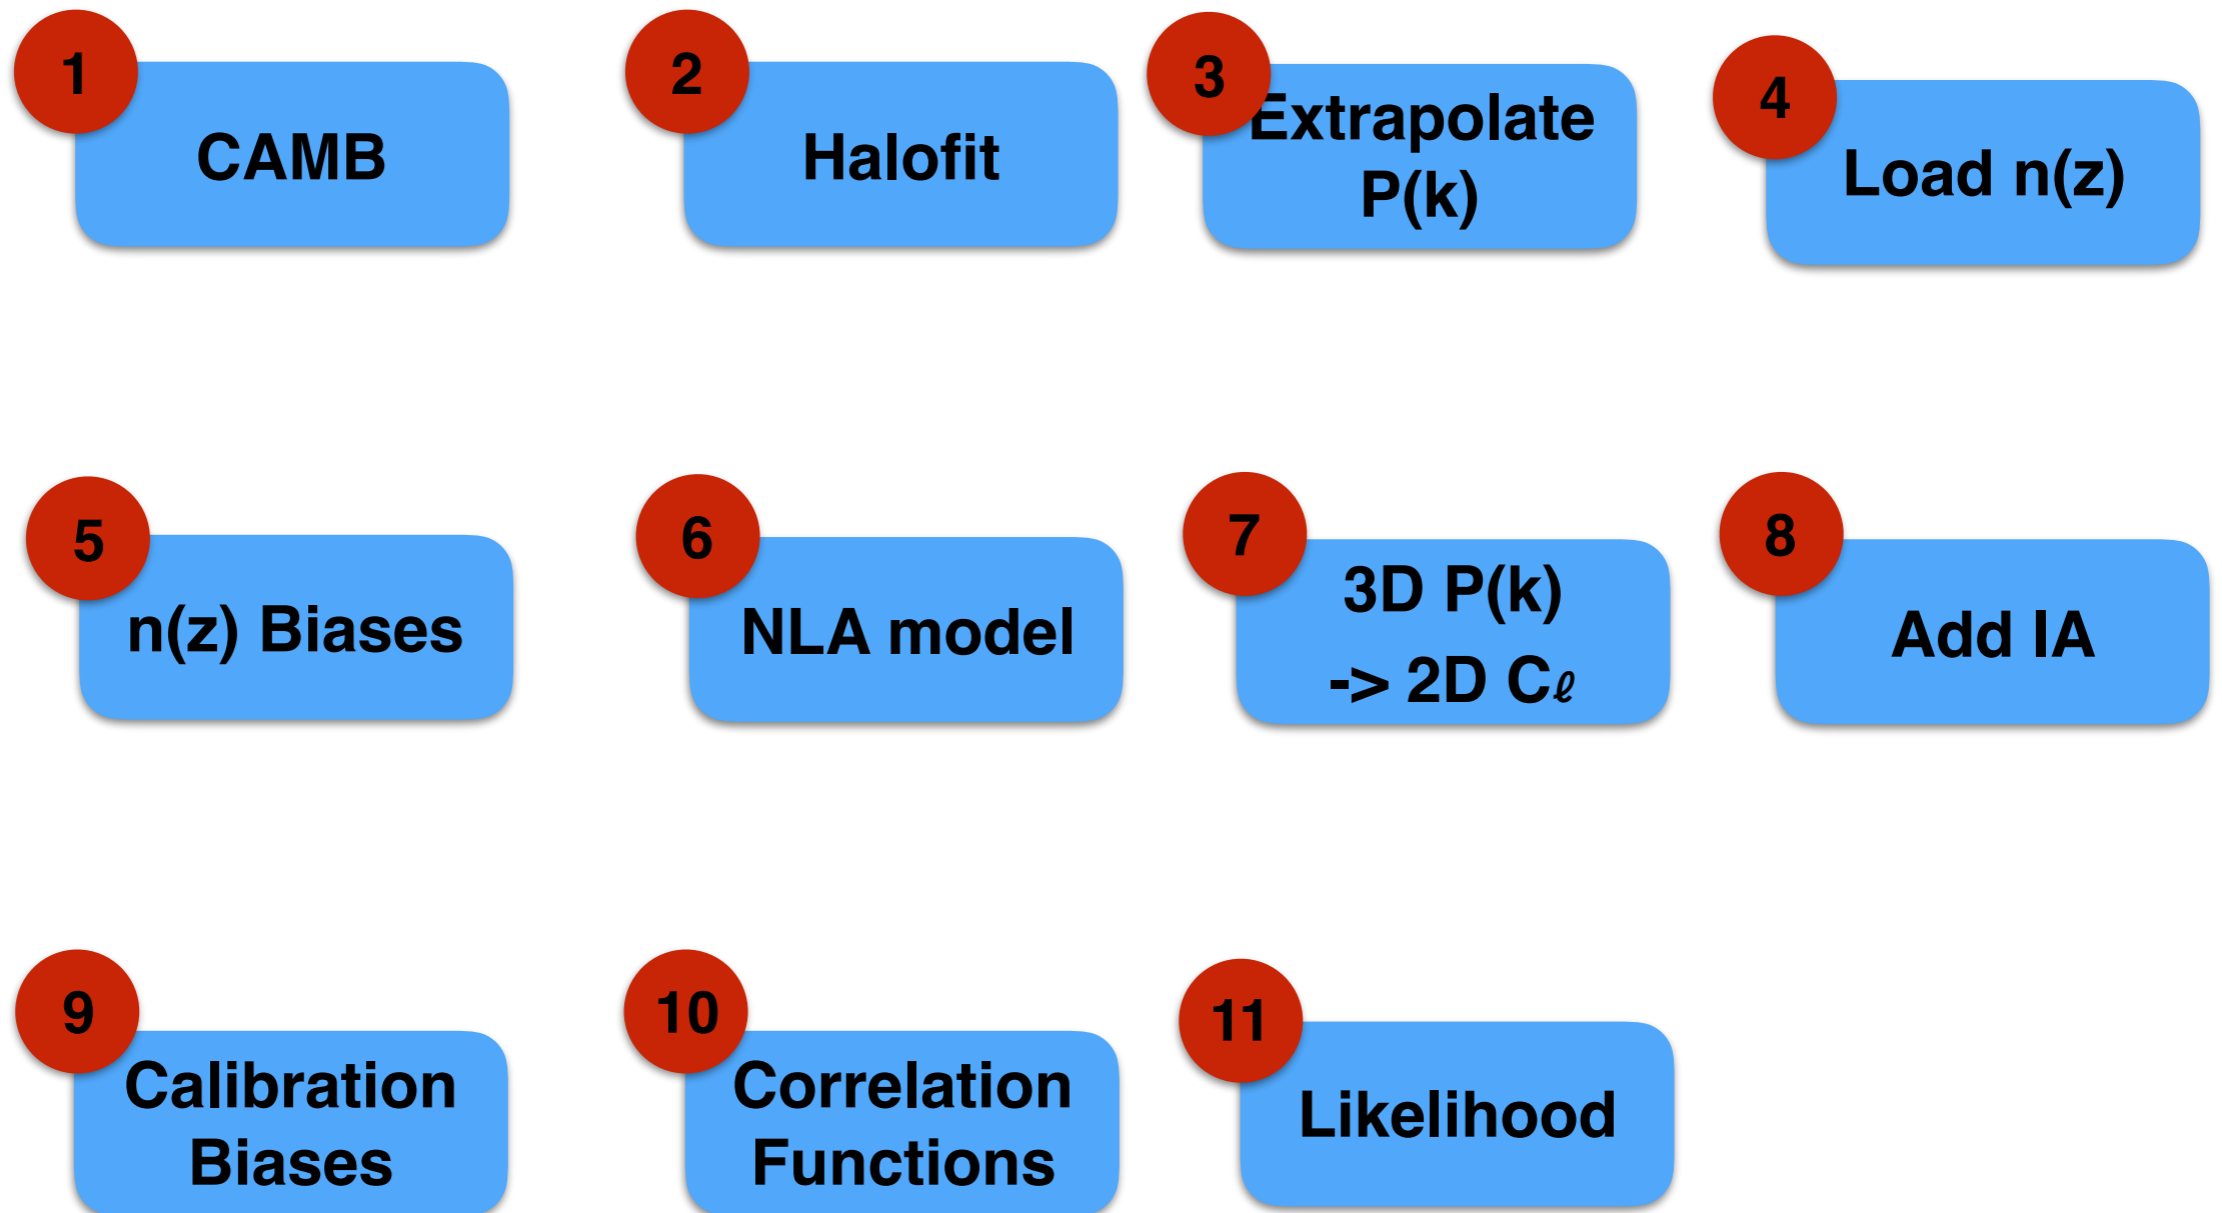 1
CAMB
2
Halofit
3
Extrapolate
P(k)
4
Load n(z)
5
n(z) Biases
6
NLA model
7
3D P(k)
-> 2D Cℓ
8
Add IA
9
Calibration
Biases
10
Correlation
Functions
11
Likelihood